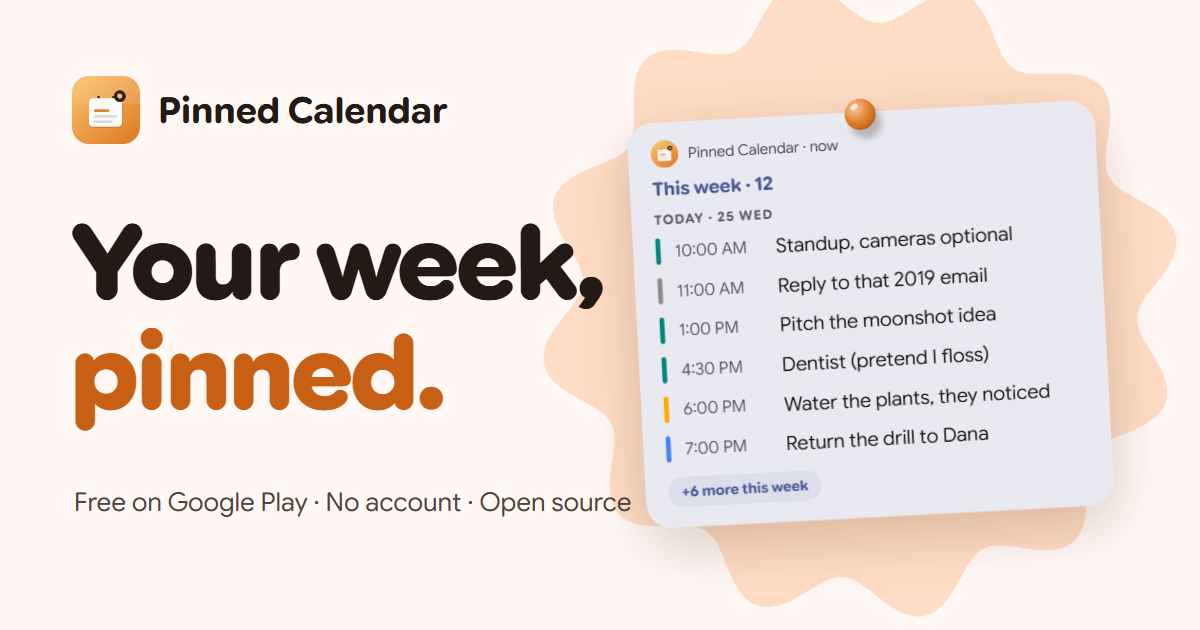 Pinned Calendar
Your week,
pinned.
Free on Google Play · No account · Open source
Pinned Calendar · now
This week · 12
TODAY · 25 WED
10:00 AM Standup, cameras optional
11:00 AM Reply to that 2019 email
1:00 PM Pitch the moonshot idea
4:30 PM Dentist (pretend I floss)
6:00 PM Water the plants, they noticed
7:00 PM Return the drill to Dana
+6 more this week